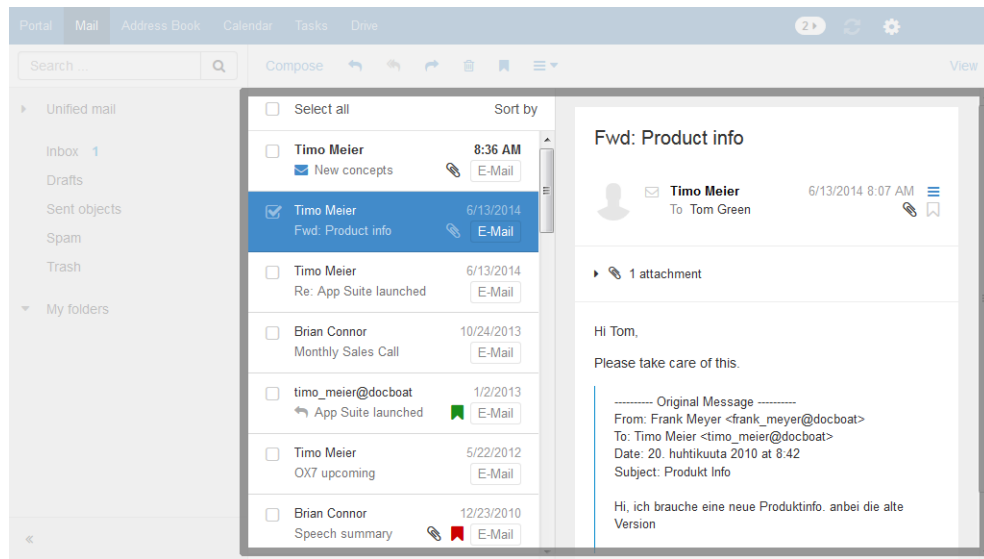 Portal Mail Address Book Calendar Tasks Drive 2
Search... Compose View
Unified mail
Inbox 1
Drafts
Sent objects
Spam
Trash
My folders
Select all Sort by
Timo Meier 8:36 AM
New concepts E-Mail
Timo Meier 6/13/2014
Fwd: Product info E-Mail
Timo Meier 6/13/2014
Re: App Suite launched E-Mail
Brian Connor 10/24/2013
Monthly Sales Call E-Mail
timo_meier@docboat 1/2/2013
App Suite launched E-Mail
Timo Meier 5/22/2012
OX7 upcoming E-Mail
Brian Connor 12/23/2010
Speech summary E-Mail
Fwd: Product info
Timo Meier 6/13/2014 8:07 AM
To Tom Green
1 attachment
Hi Tom,
Please take care of this.
---------- Original Message ----------
From: Frank Meyer <frank_meyer@docboat>
To: Timo Meier <timo_meier@docboat>
Date: 20. huhtikuuta 2010 at 8:42
Subject: Produkt Info
Hi, ich brauche eine neue Produktinfo. anbei die alte
Version